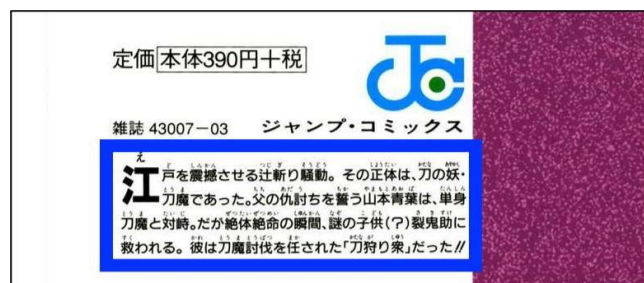 定価 本体390円+税
JC
雑誌 43007-03 ジャンプ・コミックス
江戸を震撼させる辻斬り騒動。その正体は、刀の妖・
刀魔であった。父の仇討ちを誓う山本青葉は、単身
刀魔と対峙。だが絶体絶命の瞬間、謎の子供(?)裂鬼助に
救われる。彼は刀魔討伐を任された「刀狩り衆」だった!!